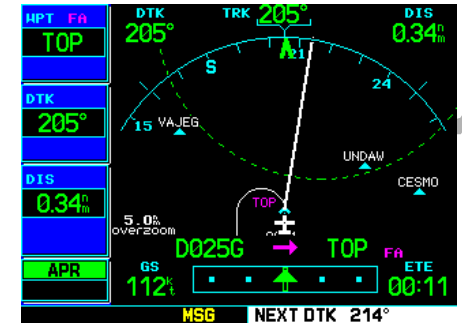 WPT FA
TOP
DTK
205°
DIS
0.34nm
APR
DTK
205°
TRK 205°
DIS
0.34nm
S
21
24
15
VAJEG
UNDAW
CESMO
TOP
5.0nm
overzoom
D025G → TOP FA
GS
112kt
ETE
00:11
MSG
NEXT DTK 214°